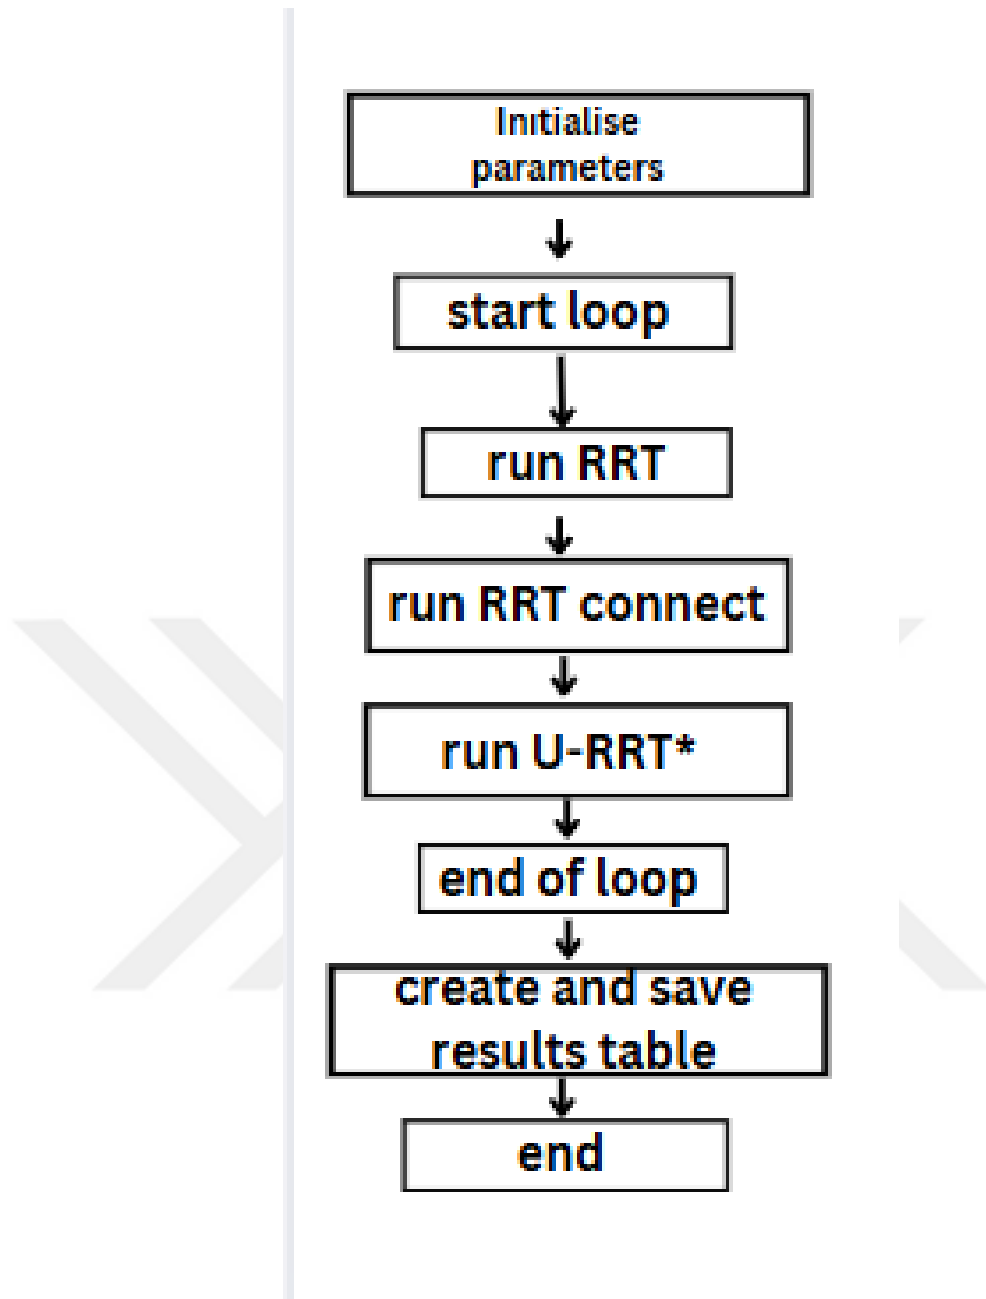 Initialise
parameters
start loop
run RRT
run RRT connect
run U-RRT*
end of loop
create and save
results table
end